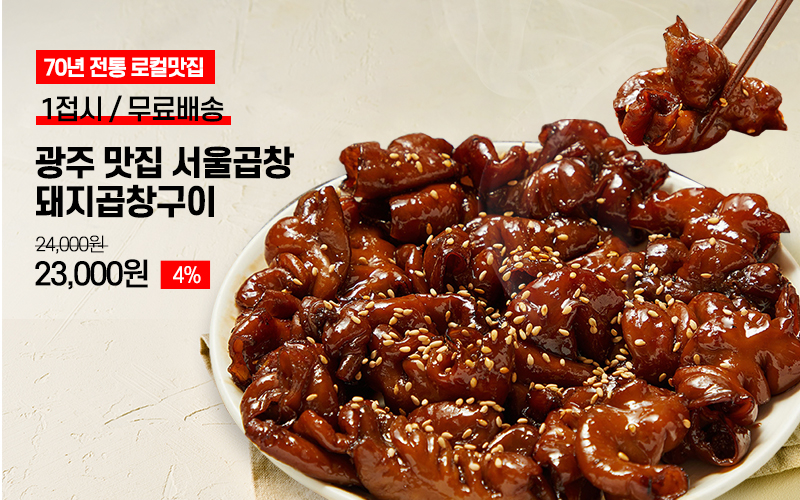 70년 전통 로컬맛집
1접시 / 무료배송
광주 맛집 서울곱창
돼지곱창구이
24,000원
23,000원 4%